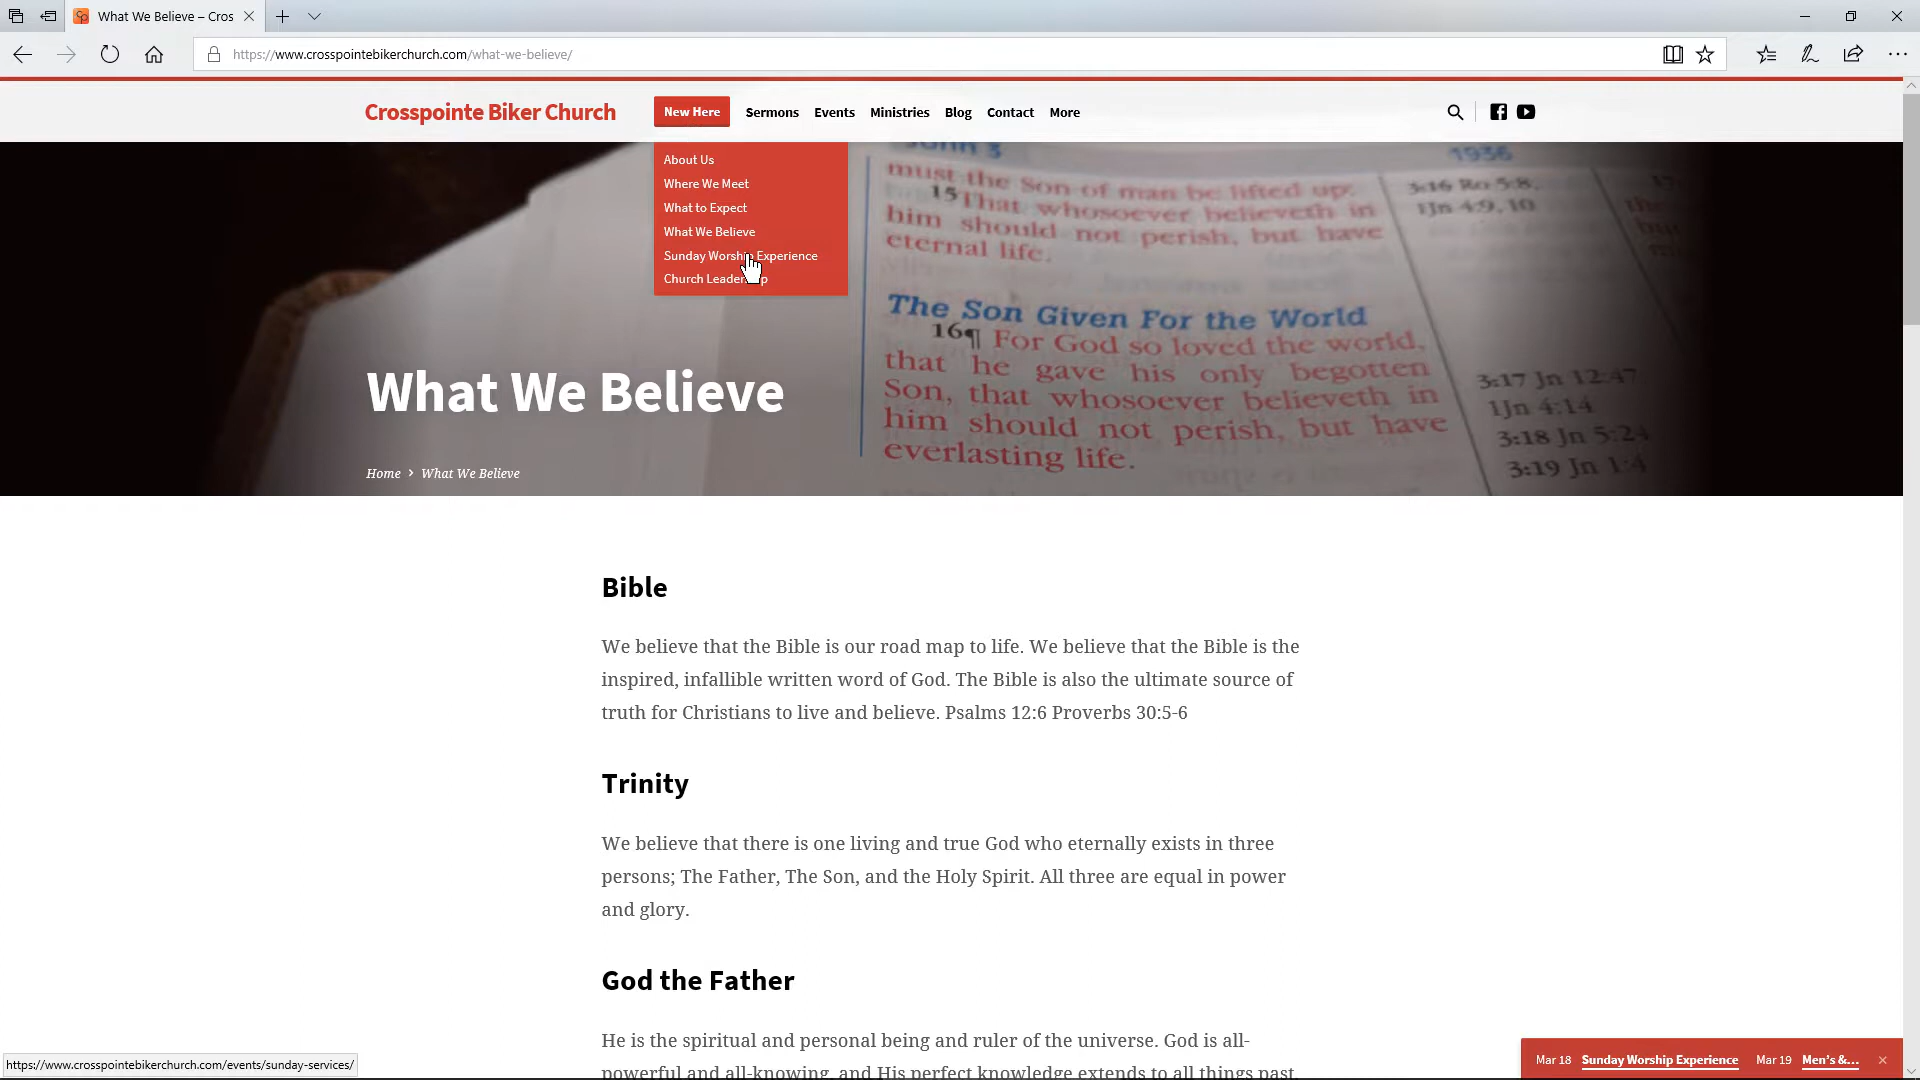 What We Believe – Cros
https://www.crosspointebikerchurch.com/what-we-believe/
Crosspointe Biker Church
New Here
Sermons
Events
Ministries
Blog
Contact
More
About Us
Where We Meet
What to Expect
What We Believe
Sunday Worship Experience
Church Leadership
John 3
1936
must the Son of man be lifted up:
15 That whosoever believeth in
him should not perish, but have
eternal life.
3:16 Ro 5:8,
1Jn 4:9, 10
The Son Given For the World
16¶ For God so loved the world,
that he gave his only begotten
Son, that whosoever believeth in
him should not perish, but have
everlasting life.
3:17 Jn 12:47
1Jn 4:14
3:18 Jn 5:24
3:19 Jn 1:4
What We Believe
Home > What We Believe
Bible
We believe that the Bible is our road map to life. We believe that the Bible is the
inspired, infallible written word of God. The Bible is also the ultimate source of
truth for Christians to live and believe. Psalms 12:6 Proverbs 30:5-6
Trinity
We believe that there is one living and true God who eternally exists in three
persons; The Father, The Son, and the Holy Spirit. All three are equal in power
and glory.
God the Father
He is the spiritual and personal being and ruler of the universe. God is all-
powerful and all-knowing, and His perfect knowledge extends to all things past,
https://www.crosspointebikerchurch.com/events/sunday-services/
Mar 18 Sunday Worship Experience Mar 19 Men's &...